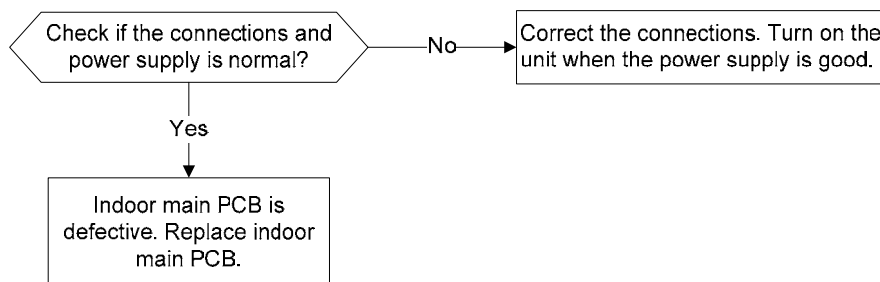 Check if the connections and
power supply is normal?
No
Correct the connections. Turn on the
unit when the power supply is good.
Yes
Indoor main PCB is
defective. Replace indoor
main PCB.